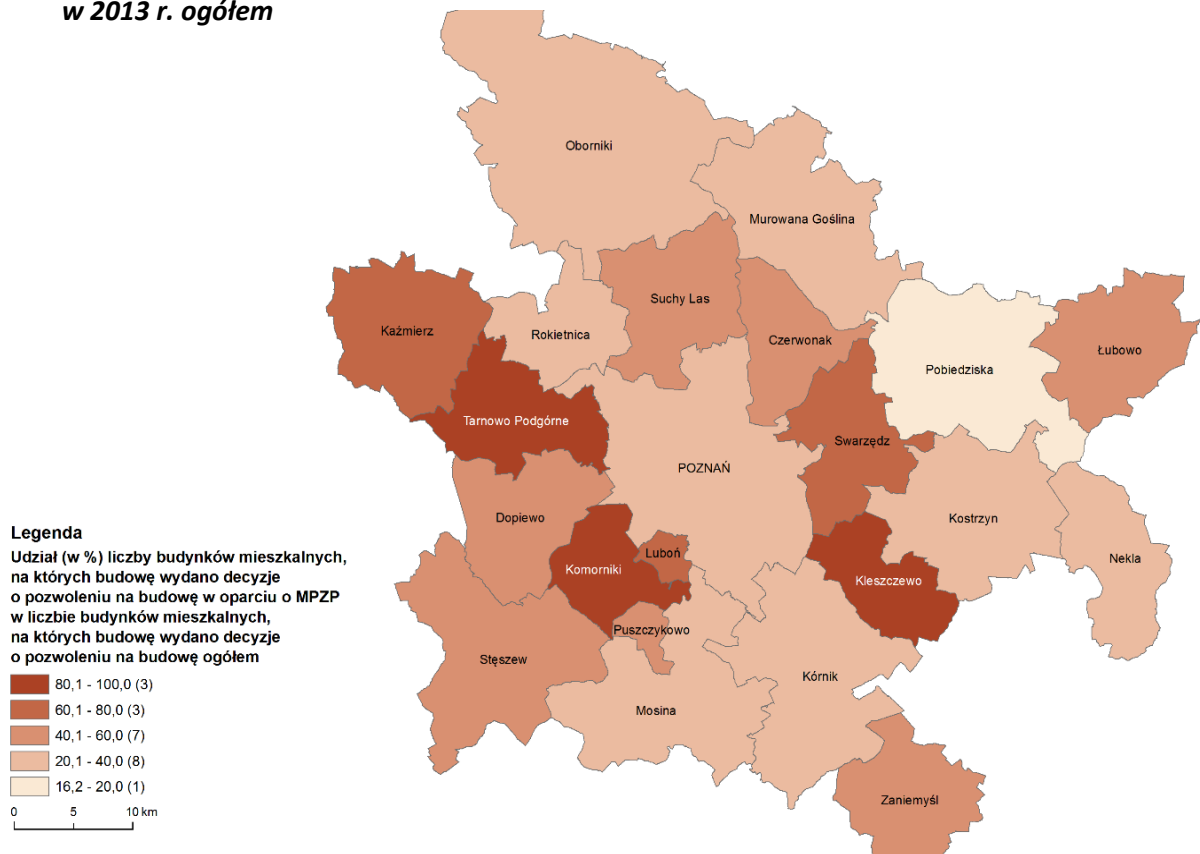 w 2013 r. ogółem
Oborniki
Murowana Goślina
Suchy Las
Kaźmierz
Rokietnica
Czerwonak
Łubowo
Pobiedziska
Tarnowo Podgórne
Swarzędz
POZNAŃ
Dopiewo
Kostrzyn
Luboń
Nekla
Komorniki
Kleszczewo
Puszczykowo
Stęszew
Kórnik
Mosina
Zaniemyśl
Legenda
Udział (w %) liczby budynków mieszkalnych,
na których budowę wydano decyzje
o pozwoleniu na budowę w oparciu o MPZP
w liczbie budynków mieszkalnych,
na których budowę wydano decyzje
o pozwoleniu na budowę ogółem
80,1 - 100,0 (3)
60,1 - 80,0 (3)
40,1 - 60,0 (7)
20,1 - 40,0 (8)
16,2 - 20,0 (1)
0 5 10 km